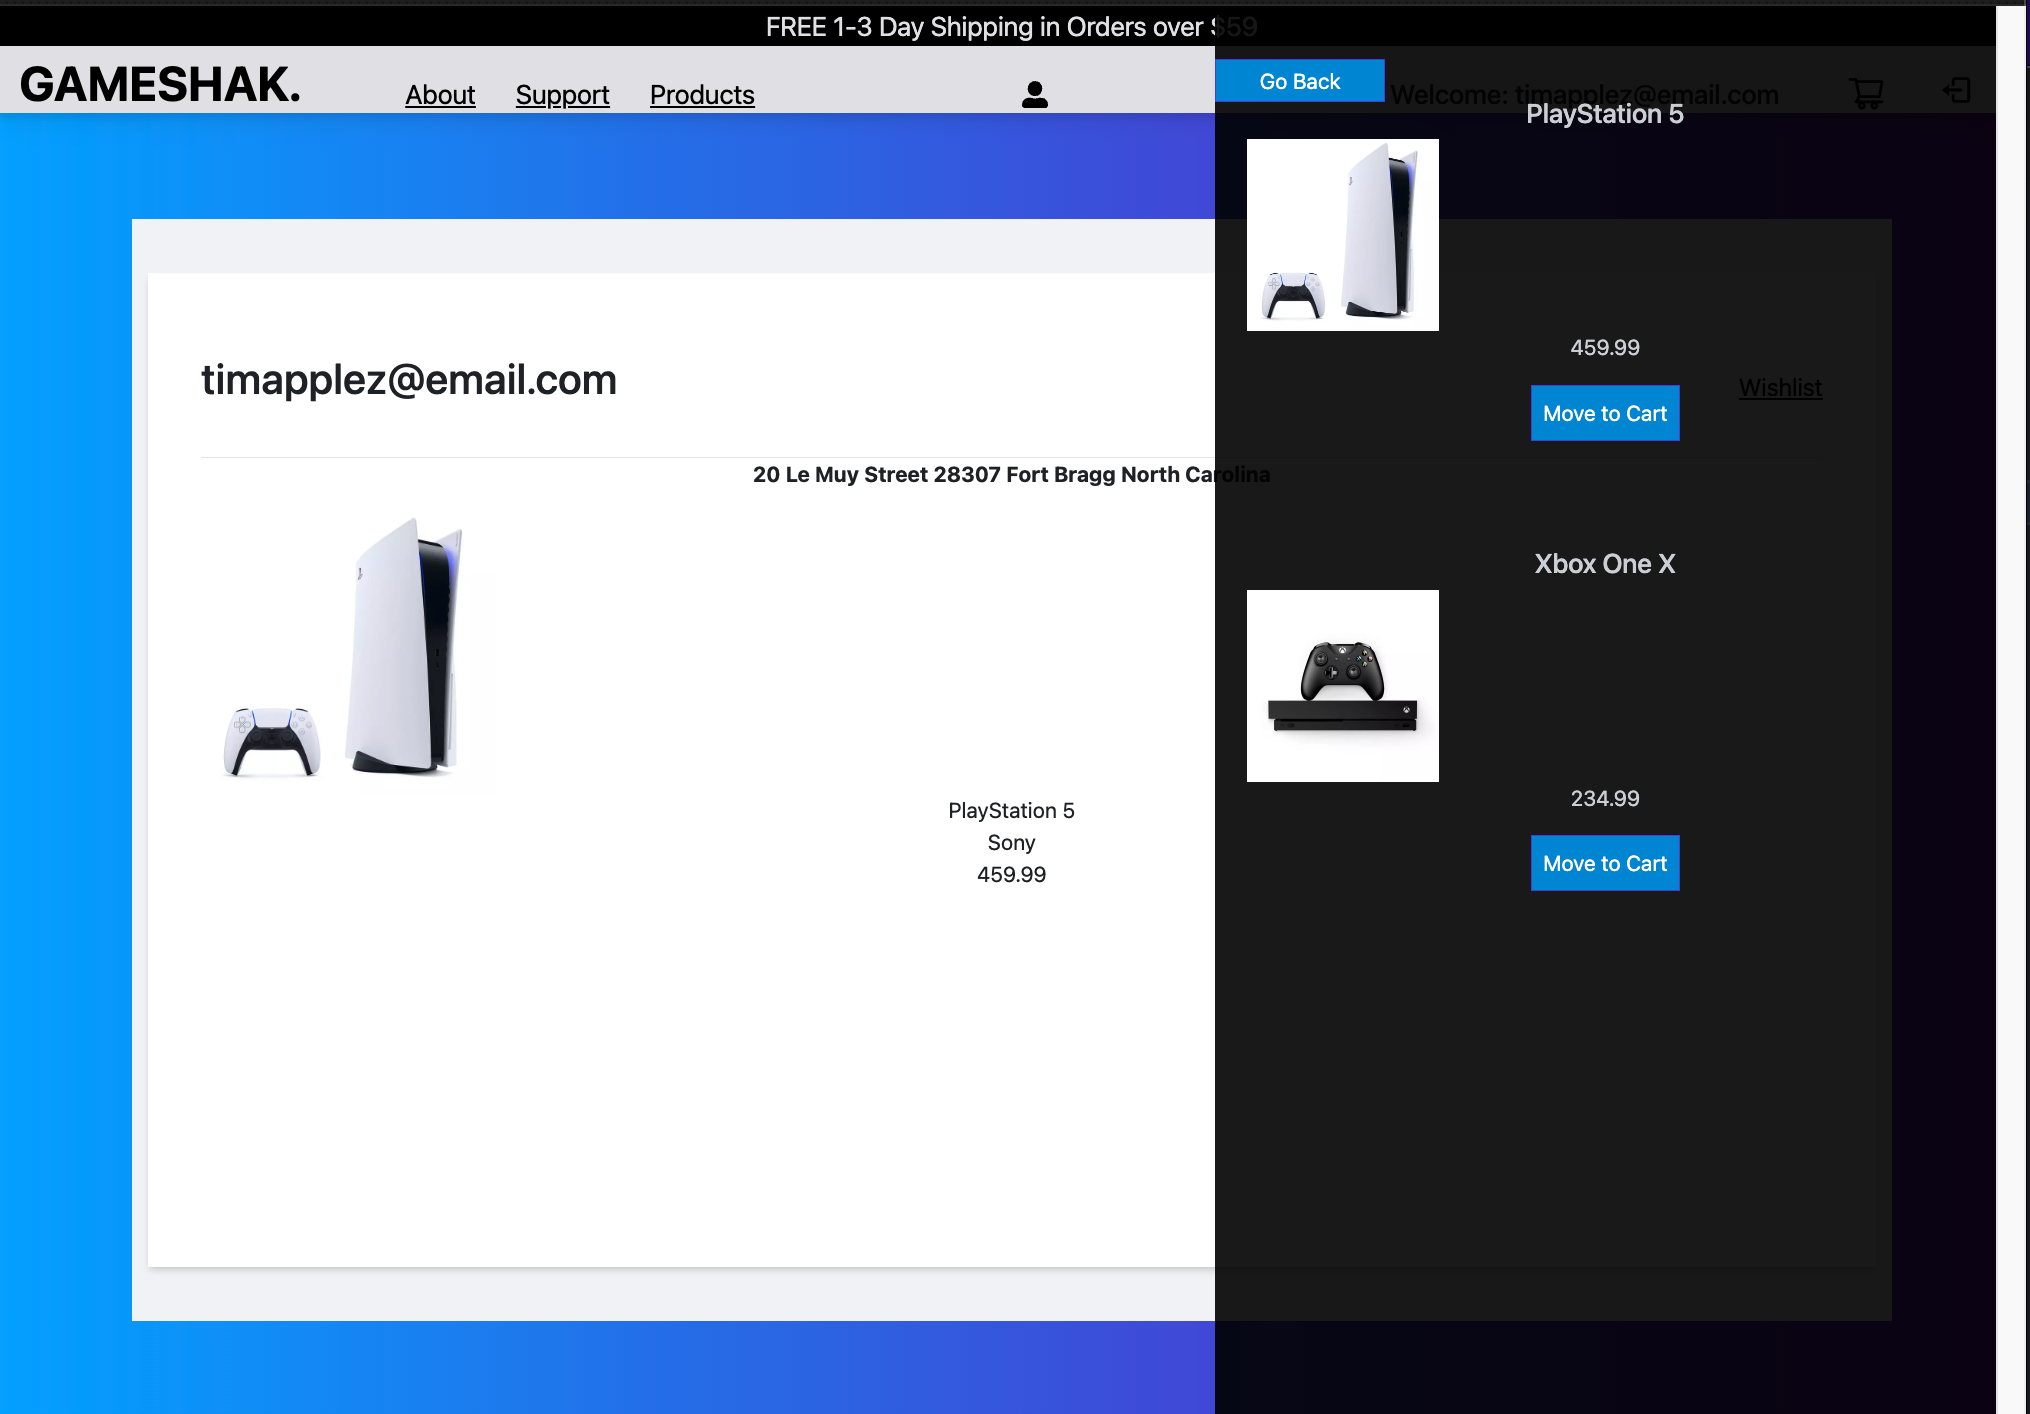 FREE 1-3 Day Shipping in Orders over $59
GAMESHAK.
About
Support
Products
Go Back
Welcome: timapplez@email.com
PlayStation 5
459.99
Move to Cart
Wishlist
timapplez@email.com
20 Le Muy Street 28307 Fort Bragg North Carolina
Xbox One X
234.99
Move to Cart
PlayStation 5
Sony
459.99